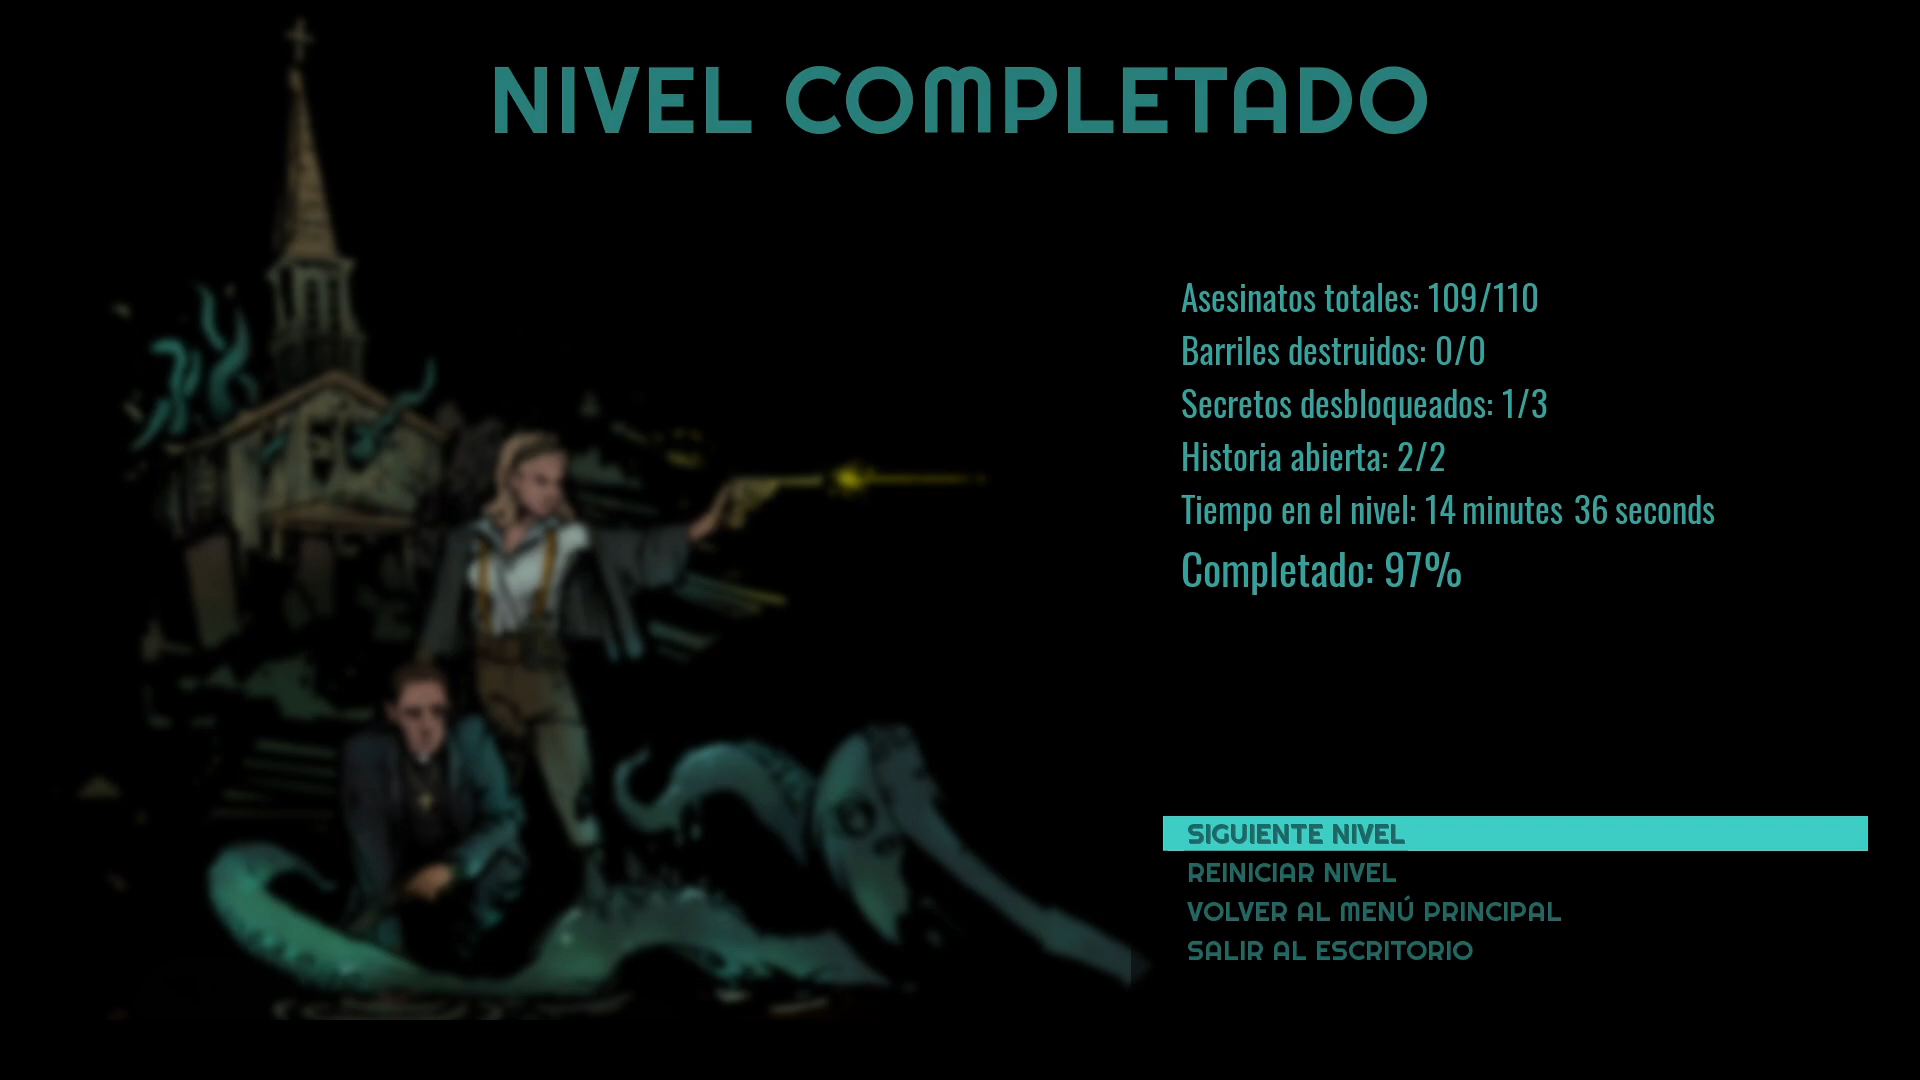 NIVEL COMPLETADO
Asesinatos totales: 109/110
Barriles destruidos: 0/0
Secretos desbloqueados: 1/3
Historia abierta: 2/2
Tiempo en el nivel: 14 minutes 36 seconds
Completado: 97%
SIGUIENTE NIVEL
REINICIAR NIVEL
VOLVER AL MENÚ PRINCIPAL
SALIR AL ESCRITORIO